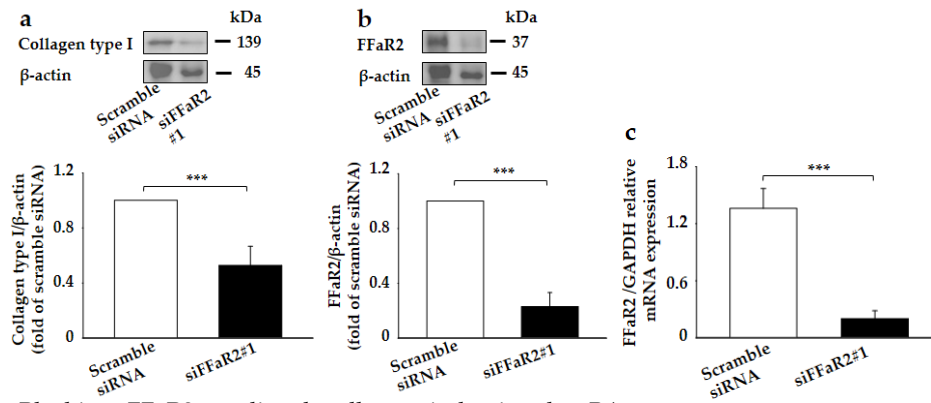 a
kDa
Collagen type I
139
β-actin
45
Scramble
siRNA
siFFaR2
#1
Collagen type I/β-actin
(fold of scramble siRNA)
1.2
0.8
0.4
0
***
Scramble
siRNA
siFFaR2#1
b
kDa
FFaR2
37
β-actin
45
Scramble
siRNA
siFFaR2
#1
FFaR2/β-actin
(fold of scramble siRNA)
1.2
0.8
0.4
0
***
Scramble
siRNA
siFFaR2#1
c
FFaR2 /GAPDH relative
mRNA expression
1.8
1.2
0.6
0
***
Scramble
siRNA
siFFaR2#1